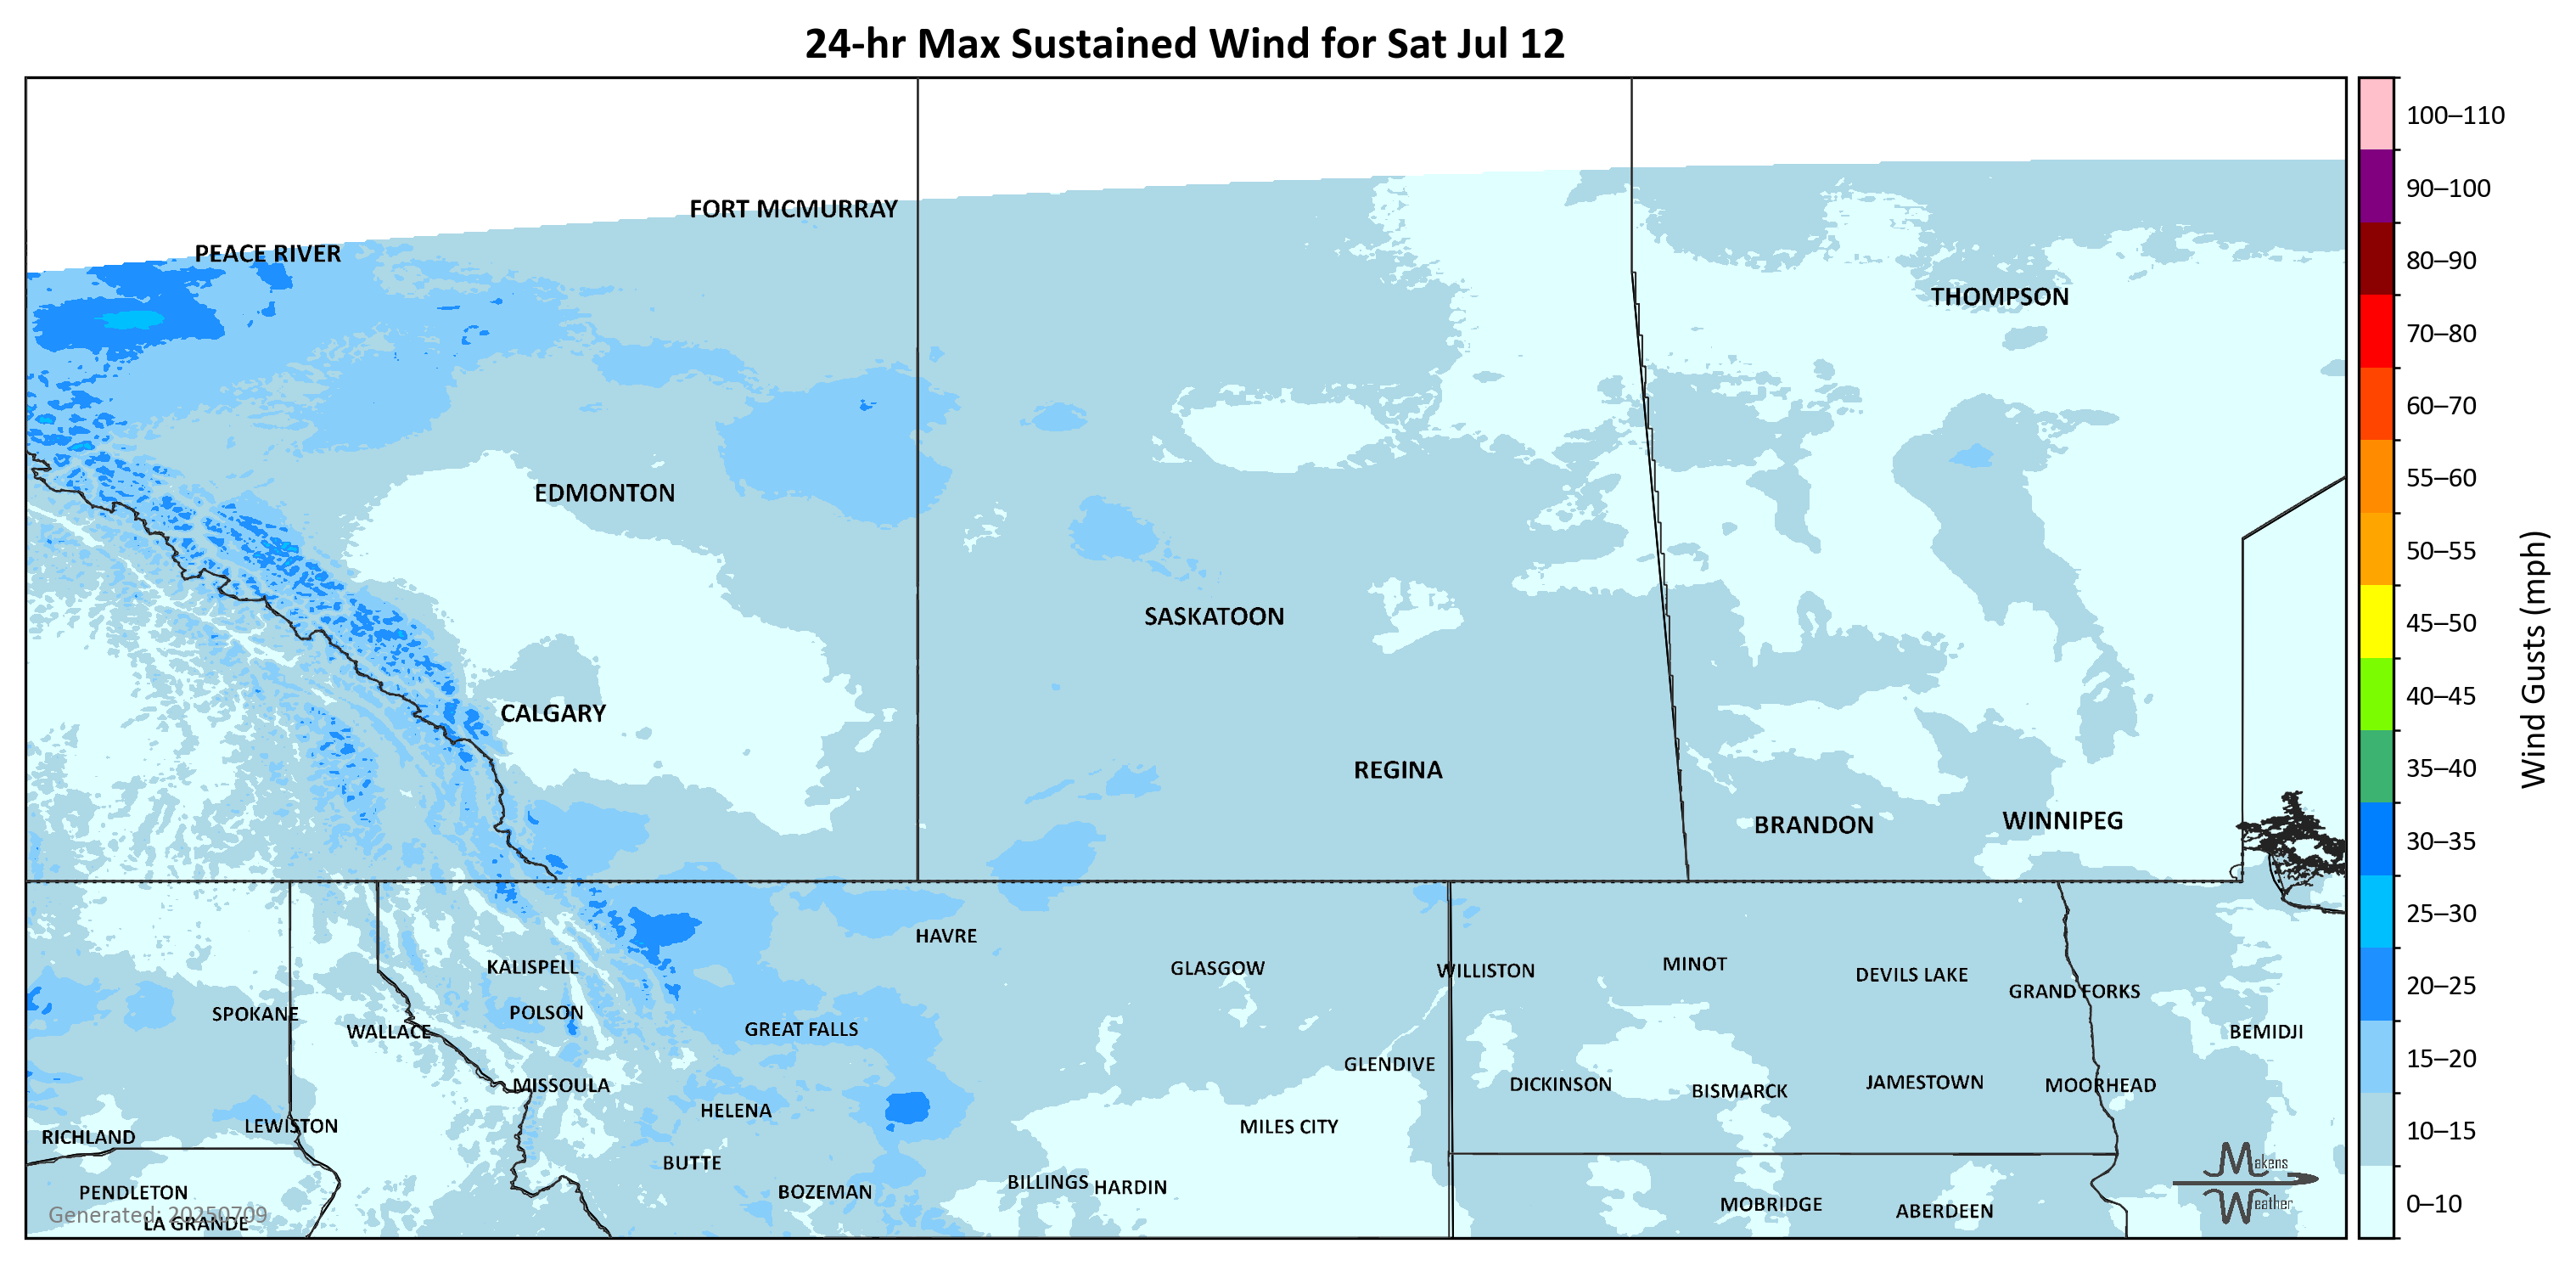 24-hr Max Sustained Wind for Sat Jul 12
100–110
90–100
80–90
70–80
60–70
55–60
50–55
45–50
40–45
35–40
30–35
25–30
20–25
15–20
10–15
0–10
Wind Gusts (mph)
FORT MCMURRAY
PEACE RIVER
THOMPSON
EDMONTON
SASKATOON
CALGARY
REGINA
BRANDON
WINNIPEG
HAVRE
KALISPELL
GLASGOW
WILLISTON
MINOT
DEVILS LAKE
GRAND FORKS
SPOKANE
POLSON
WALLACE
GREAT FALLS
BEMIDJI
GLENDIVE
MISSOULA
DICKINSON
BISMARCK
JAMESTOWN
MOORHEAD
HELENA
LEWISTON
MILES CITY
RICHLAND
BUTTE
PENDLETON
BOZEMAN
BILLINGS
HARDIN
MOBRIDGE
ABERDEEN
Generated: 20250709
LA GRANDE
Makens
Weather